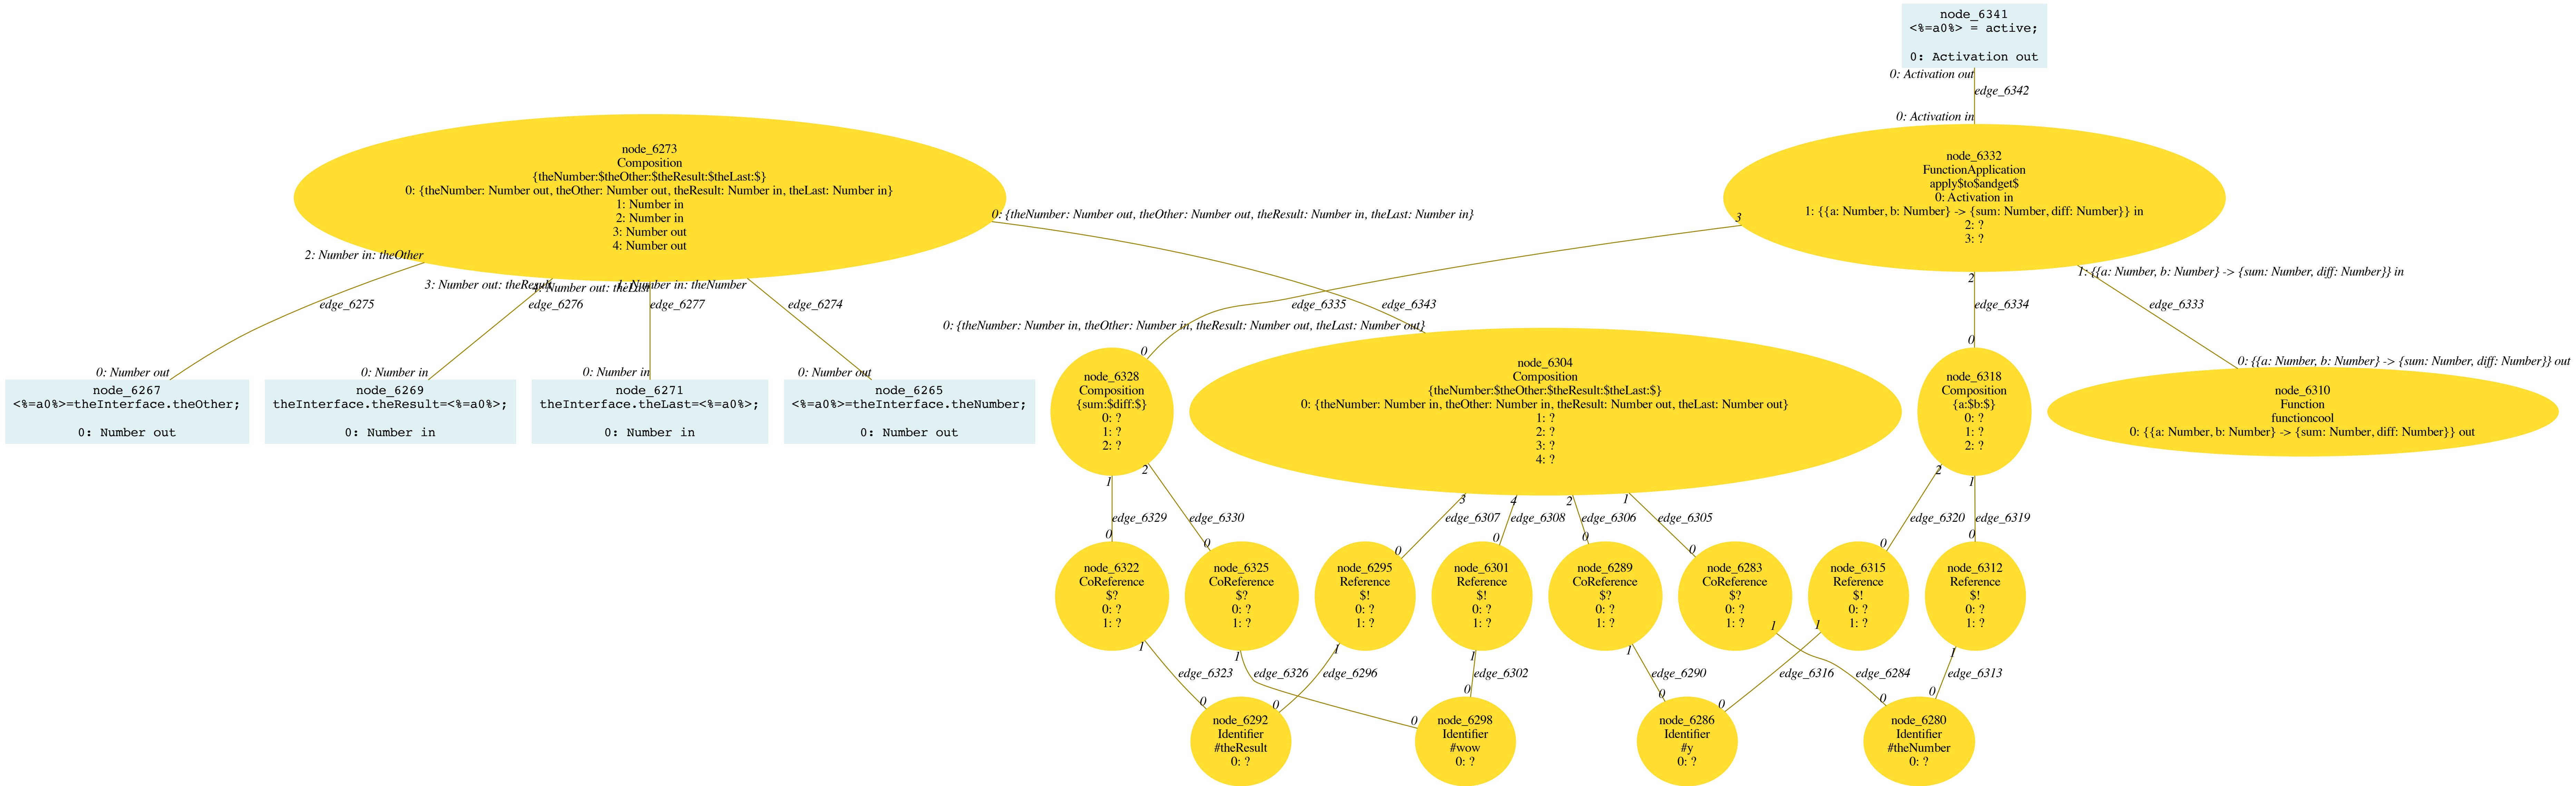 node_6341
<%=a0%> = active;
0: Activation out
0: Activation out
edge_6342
0: Activation in
node_6273
Composition
{theNumber:$theOther:$theResult:$theLast:$}
0: {theNumber: Number out, theOther: Number out, theResult: Number in, theLast: Number in}
1: Number in
2: Number in
3: Number out
4: Number out
node_6332
FunctionApplication
apply$to$andget$
0: Activation in
1: {{a: Number, b: Number} -> {sum: Number, diff: Number}} in
2: ?
3: ?
0: {theNumber: Number out, theOther: Number out, theResult: Number in, theLast: Number in}
3
2: Number in: theOther
3: Number out: theResult
4: Number out: theLast
1: Number in: theNumber
2
1: {{a: Number, b: Number} -> {sum: Number, diff: Number}} in
edge_6275
edge_6276
edge_6277
edge_6274
edge_6335
edge_6343
edge_6334
edge_6333
0: {theNumber: Number in, theOther: Number in, theResult: Number out, theLast: Number out}
0: Number out
0: Number in
0: Number in
0: Number out
0
0
0: {{a: Number, b: Number} -> {sum: Number, diff: Number}} out
node_6267
<%=a0%>=theInterface.theOther;
0: Number out
node_6269
theInterface.theResult=<%=a0%>;
0: Number in
node_6271
theInterface.theLast=<%=a0%>;
0: Number in
node_6265
<%=a0%>=theInterface.theNumber;
0: Number out
node_6328
Composition
{sum:$diff:$}
0: ?
1: ?
2: ?
node_6304
Composition
{theNumber:$theOther:$theResult:$theLast:$}
0: {theNumber: Number in, theOther: Number in, theResult: Number out, theLast: Number out}
1: ?
2: ?
3: ?
4: ?
node_6318
Composition
{a:$b:$}
0: ?
1: ?
2: ?
node_6310
Function
functioncool
0: {{a: Number, b: Number} -> {sum: Number, diff: Number}} out
1
2
3
4
2
1
2
1
edge_6329
edge_6330
edge_6307
edge_6308
edge_6306
edge_6305
edge_6320
edge_6319
0
0
0
0
0
0
0
0
node_6322
CoReference
$?
0: ?
1: ?
node_6325
CoReference
$?
0: ?
1: ?
node_6295
Reference
$!
0: ?
1: ?
node_6301
Reference
$!
0: ?
1: ?
node_6289
CoReference
$?
0: ?
1: ?
node_6283
CoReference
$?
0: ?
1: ?
node_6315
Reference
$!
0: ?
1: ?
node_6312
Reference
$!
0: ?
1: ?
1
1
1
1
1
1
1
1
edge_6323
edge_6326
edge_6296
edge_6302
edge_6290
edge_6316
edge_6284
edge_6313
0
0
0
0
0
0
0
0
node_6292
Identifier
#theResult
0: ?
node_6298
Identifier
#wow
0: ?
node_6286
Identifier
#y
0: ?
node_6280
Identifier
#theNumber
0: ?